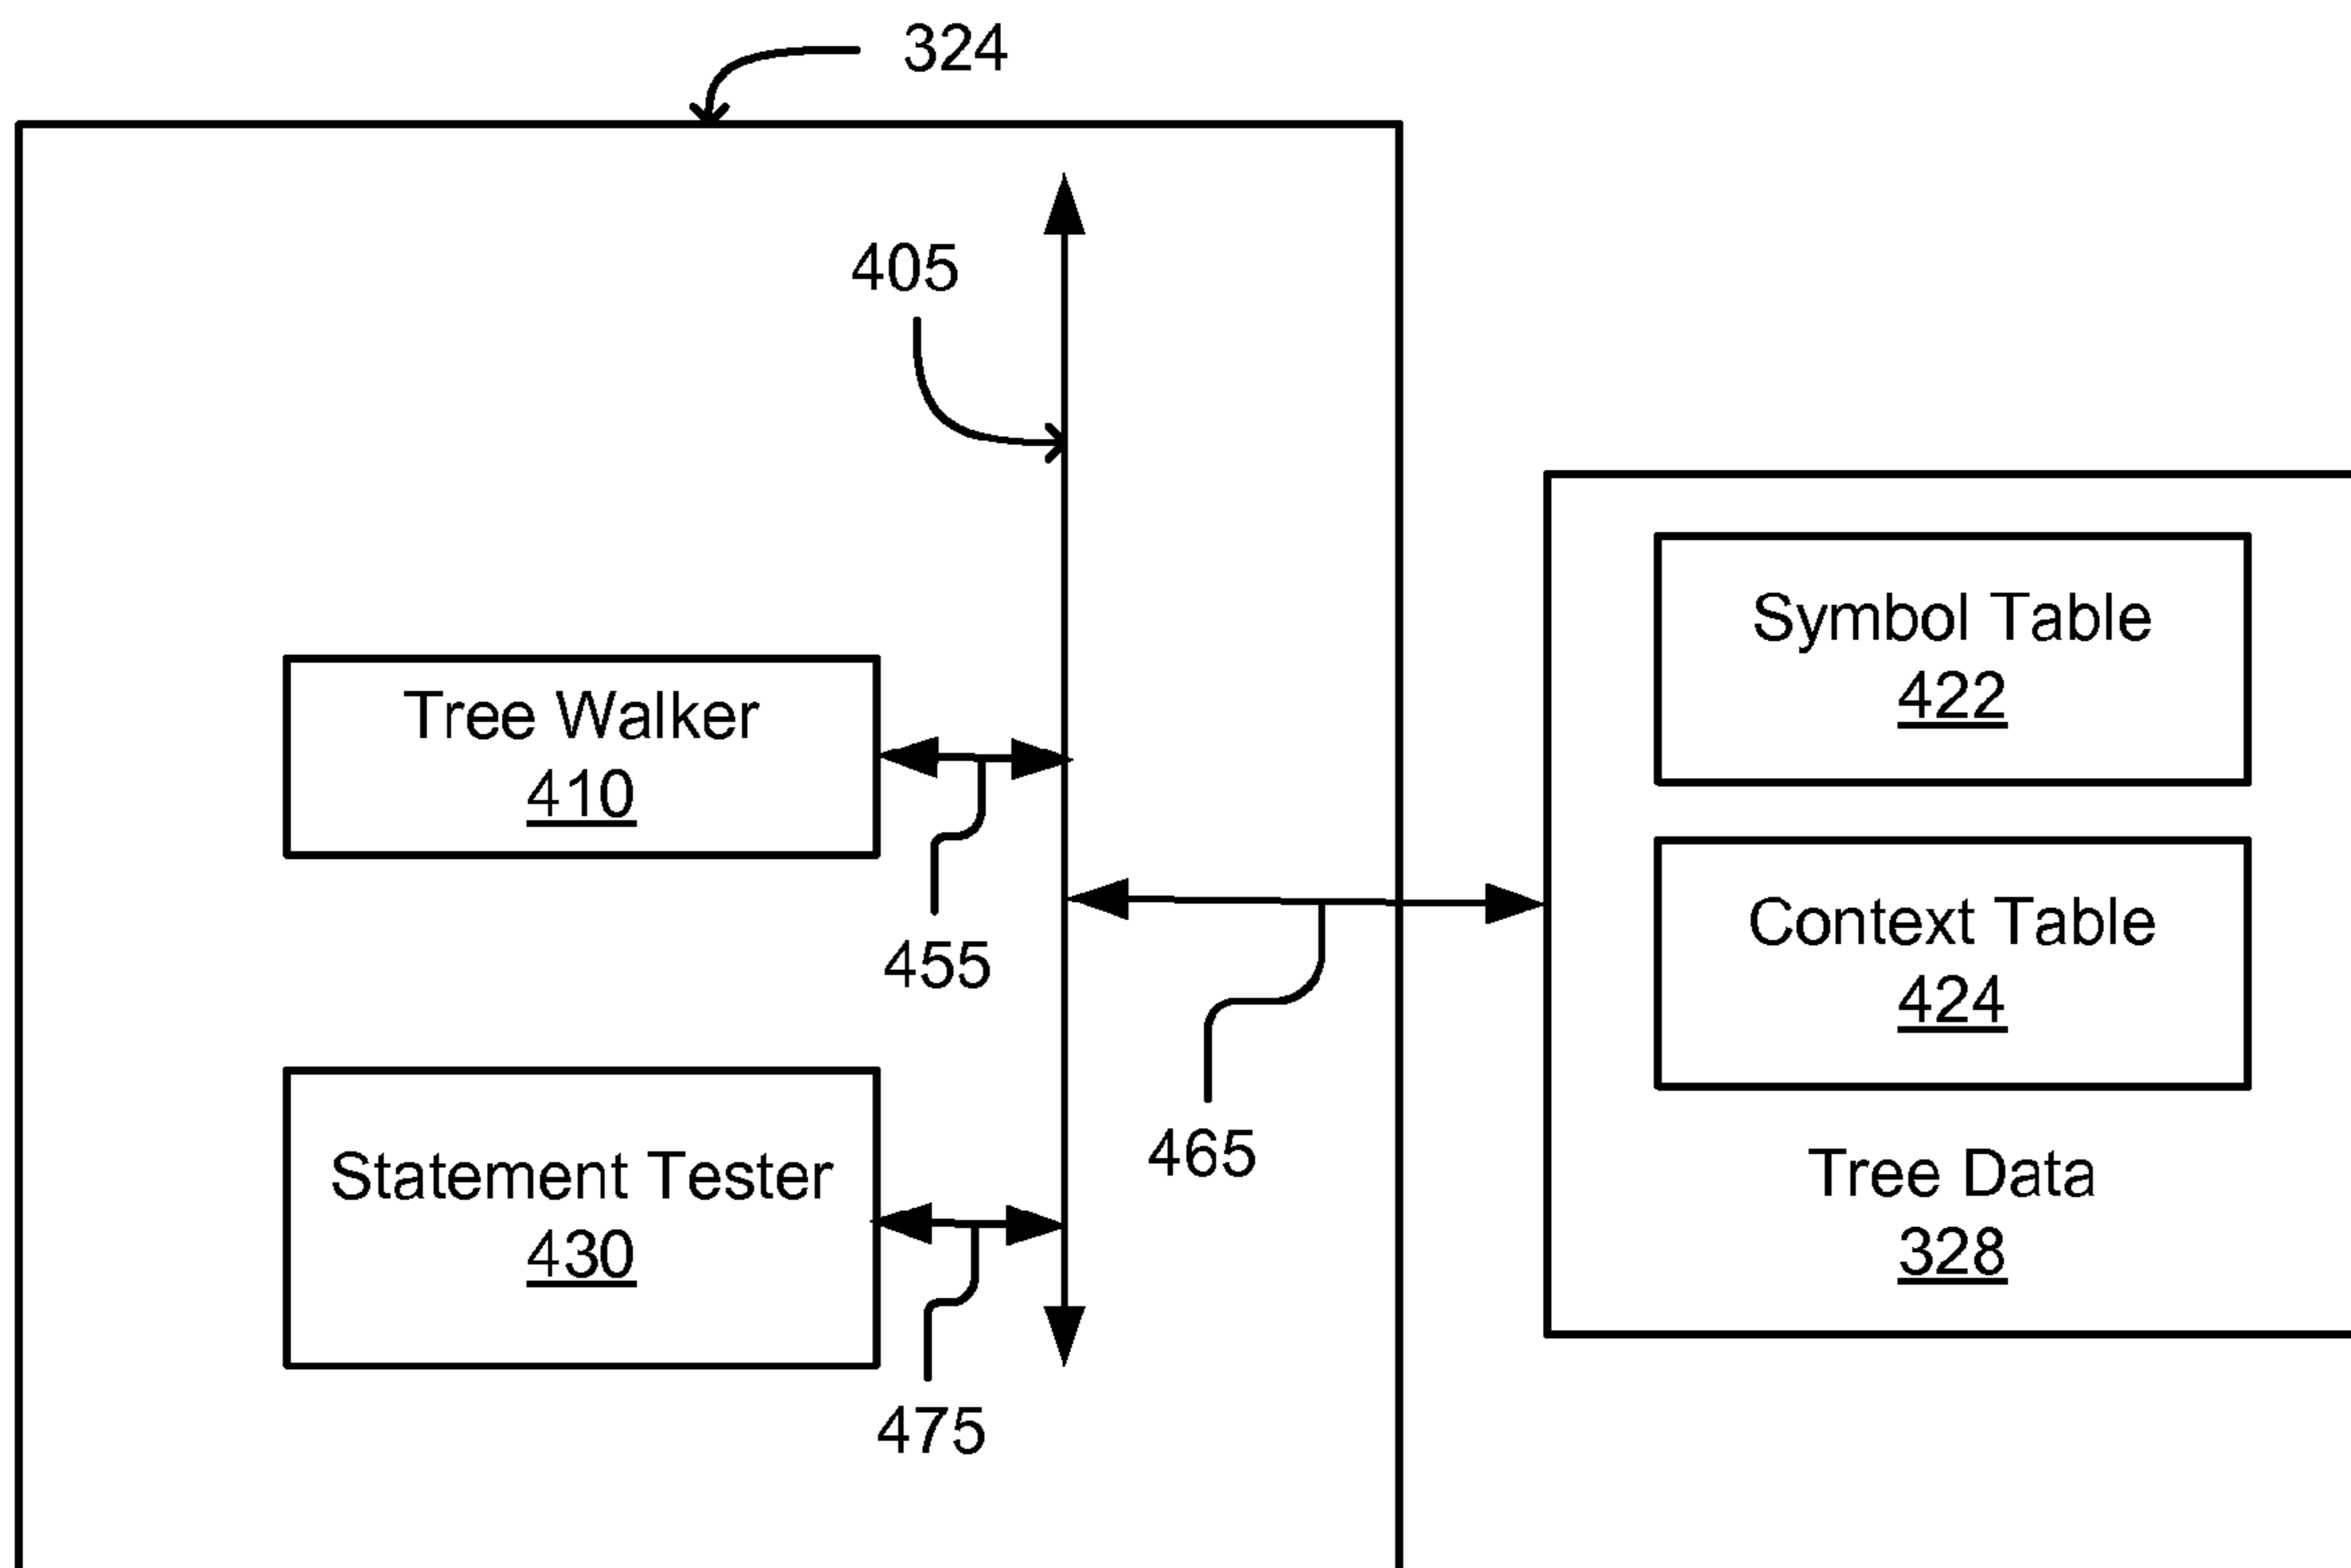 324
405
Symbol Table
422
Tree Walker
410
Context Table
424
455
465
Statement Tester
430
Tree Data
328
475